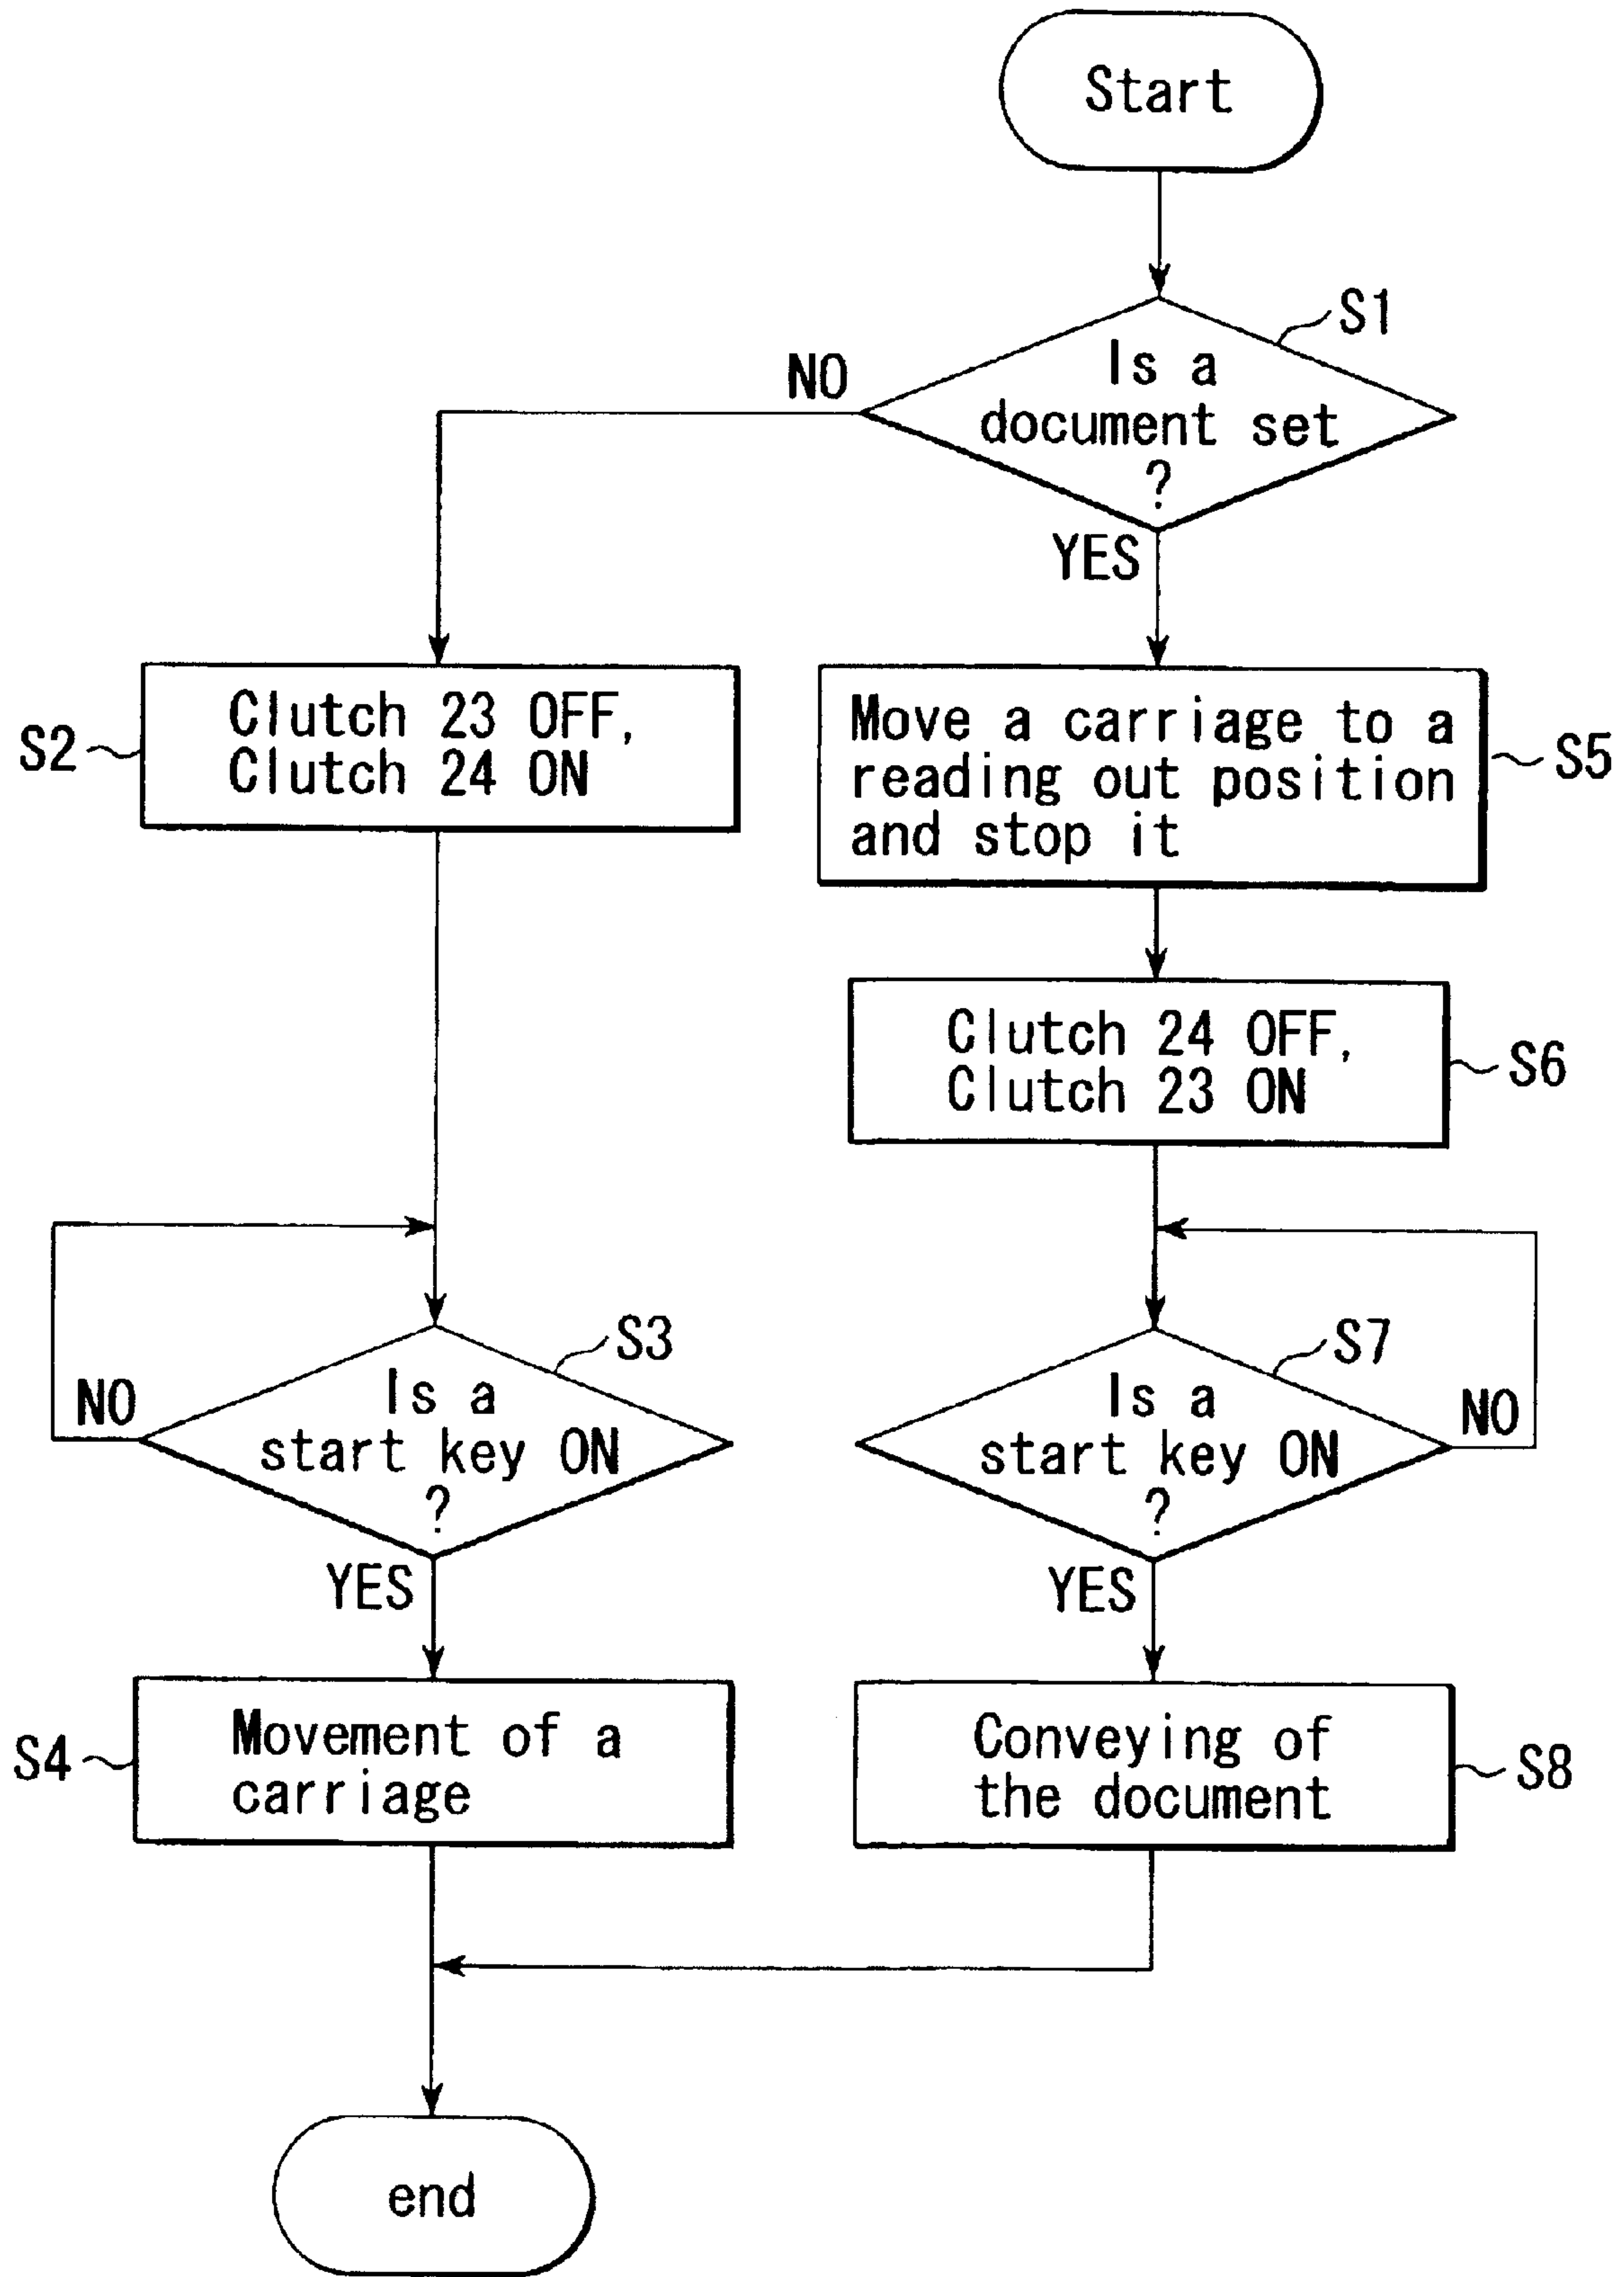 Start
S1
Is a
document set
?
NO
YES
S2
Clutch 23 OFF,
Clutch 24 ON
Move a carriage to a
reading out position
and stop it
S5
Clutch 24 OFF,
Clutch 23 ON
S6
S3
Is a
start key ON
?
NO
YES
S7
Is a
start key ON
?
NO
YES
S4
Movement of a
carriage
Conveying of
the document
S8
end